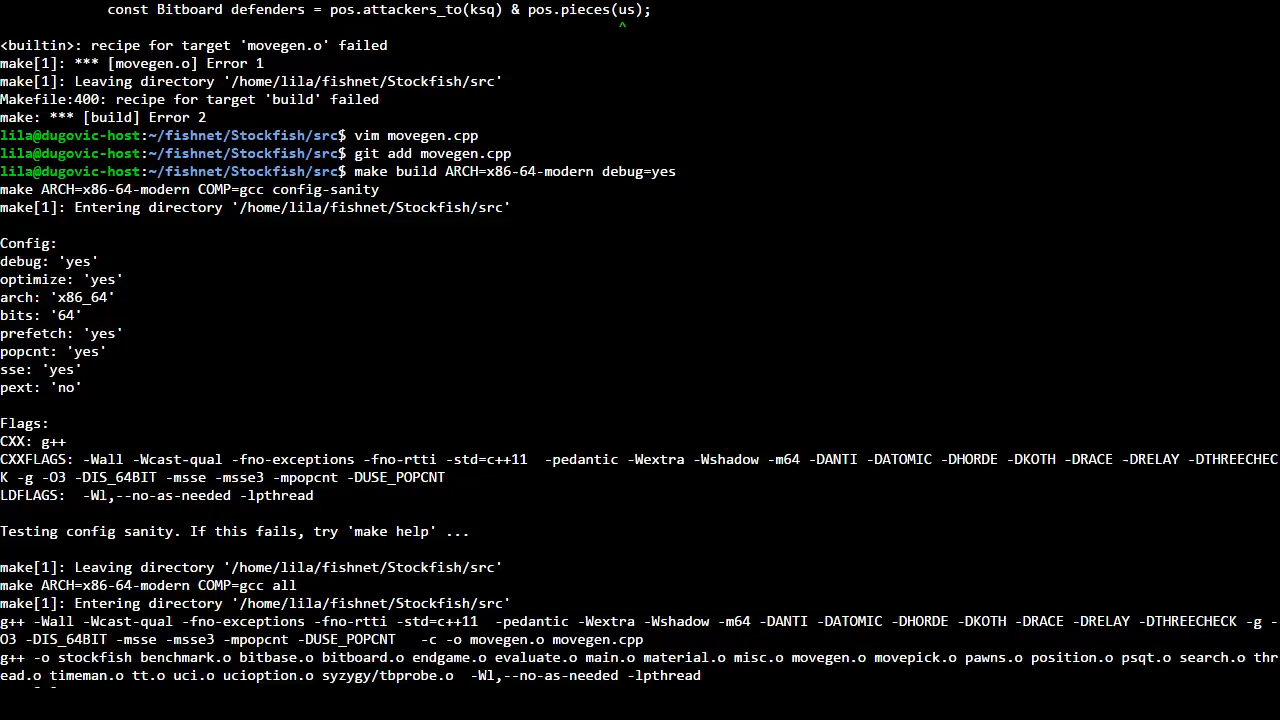 const Bitboard defenders = pos.attackers_to(ksq) & pos.pieces(us);
^
<builtin>: recipe for target 'movegen.o' failed
make[1]: *** [movegen.o] Error 1
make[1]: Leaving directory '/home/lila/fishnet/Stockfish/src'
Makefile:400: recipe for target 'build' failed
make: *** [build] Error 2
lila@dugovic-host:~/fishnet/Stockfish/src$ vim movegen.cpp
lila@dugovic-host:~/fishnet/Stockfish/src$ git add movegen.cpp
lila@dugovic-host:~/fishnet/Stockfish/src$ make build ARCH=x86-64-modern debug=yes
make ARCH=x86-64-modern COMP=gcc config-sanity
make[1]: Entering directory '/home/lila/fishnet/Stockfish/src'
Config:
debug: 'yes'
optimize: 'yes'
arch: 'x86_64'
bits: '64'
prefetch: 'yes'
popcnt: 'yes'
sse: 'yes'
pext: 'no'
Flags:
CXX: g++
CXXFLAGS: -Wall -Wcast-qual -fno-exceptions -fno-rtti -std=c++11  -pedantic -Wextra -Wshadow -m64 -DANTI -DATOMIC -DHORDE -DKOTH -DRACE -DRELAY -DTHREECHEC
K -g -O3 -DIS_64BIT -msse -msse3 -mpopcnt -DUSE_POPCNT
LDFLAGS:  -Wl,--no-as-needed -lpthread
Testing config sanity. If this fails, try 'make help' ...
make[1]: Leaving directory '/home/lila/fishnet/Stockfish/src'
make ARCH=x86-64-modern COMP=gcc all
make[1]: Entering directory '/home/lila/fishnet/Stockfish/src'
g++ -Wall -Wcast-qual -fno-exceptions -fno-rtti -std=c++11  -pedantic -Wextra -Wshadow -m64 -DANTI -DATOMIC -DHORDE -DKOTH -DRACE -DRELAY -DTHREECHECK -g -
O3 -DIS_64BIT -msse -msse3 -mpopcnt -DUSE_POPCNT   -c -o movegen.o movegen.cpp
g++ -o stockfish benchmark.o bitbase.o bitboard.o endgame.o evaluate.o main.o material.o misc.o movegen.o movepick.o pawns.o position.o psqt.o search.o thr
ead.o timeman.o tt.o uci.o ucioption.o syzygy/tbprobe.o  -Wl,--no-as-needed -lpthread